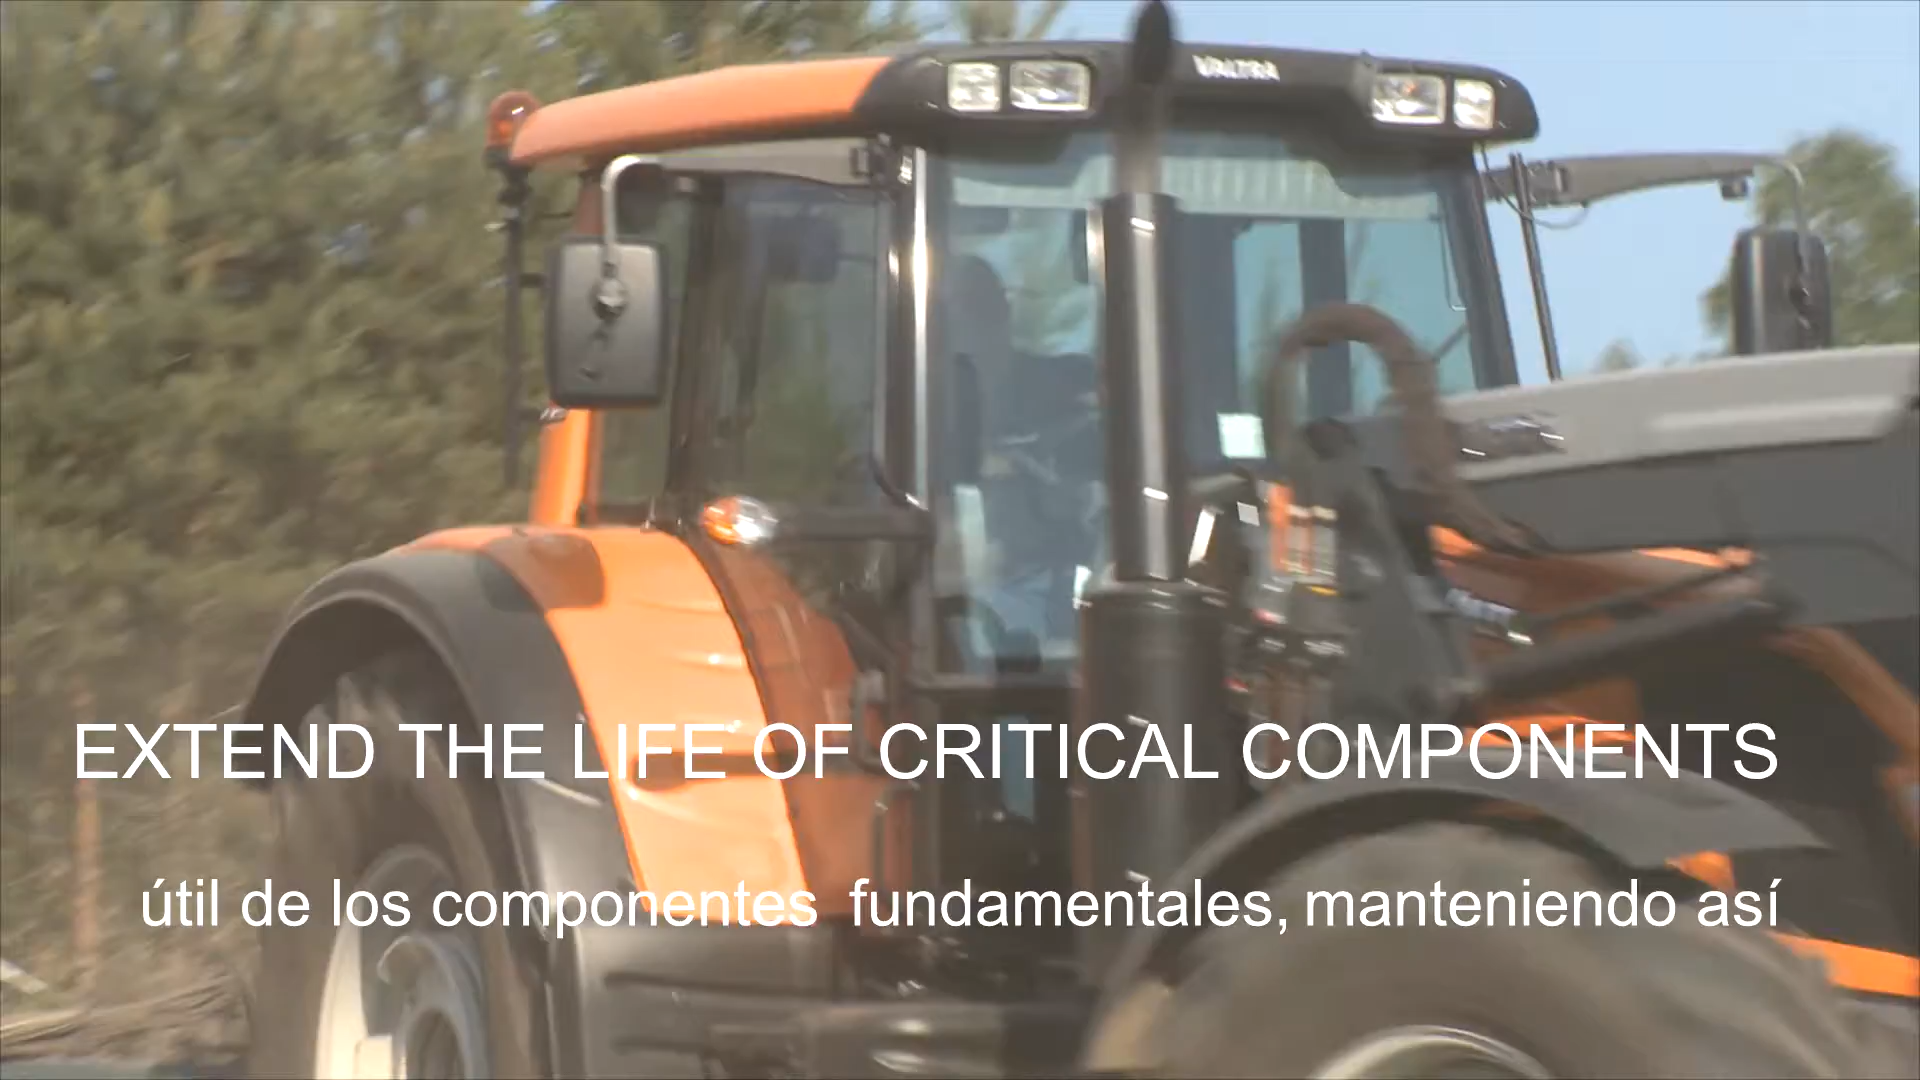 VALTRA
EXTEND THE LIFE OF CRITICAL COMPONENTS
útil de los componentes fundamentales, manteniendo así